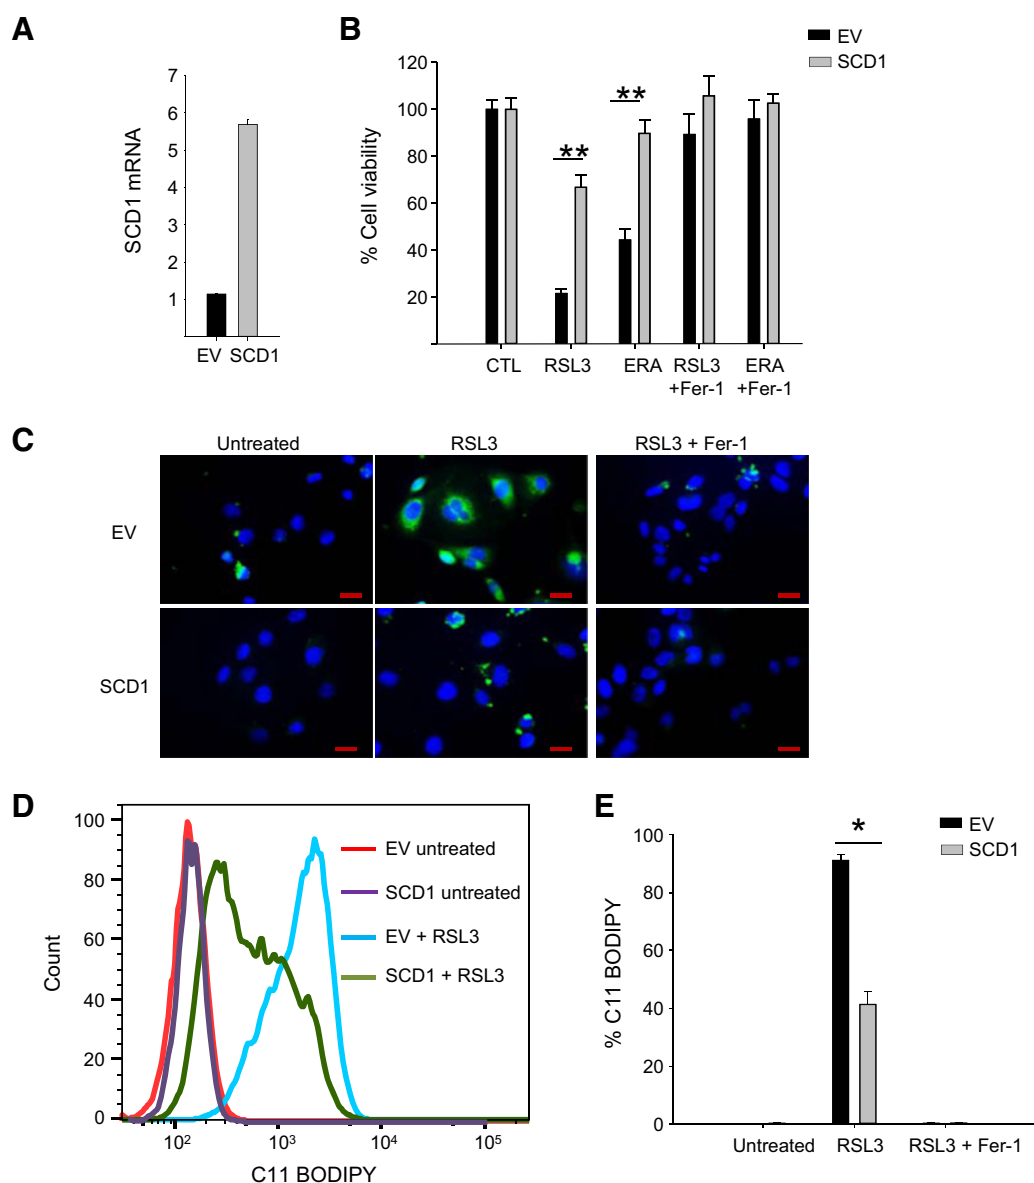 A
7
6
5
4
3
2
1
SCD1 mRNA
EV SCD1
B
EV
SCD1
120
100
80
60
40
20
% Cell viability
**
**
CTL RSL3 ERA RSL3 ERA
+Fer-1 +Fer-1
C
Untreated RSL3 RSL3 + Fer-1
EV
SCD1
D
100
80
60
40
20
0
Count
EV untreated
SCD1 untreated
EV + RSL3
SCD1 + RSL3
10² 10³ 10⁴ 10⁵
C11 BODIPY
E
EV
SCD1
100
80
60
40
20
0
% C11 BODIPY
*
Untreated RSL3 RSL3 + Fer-1